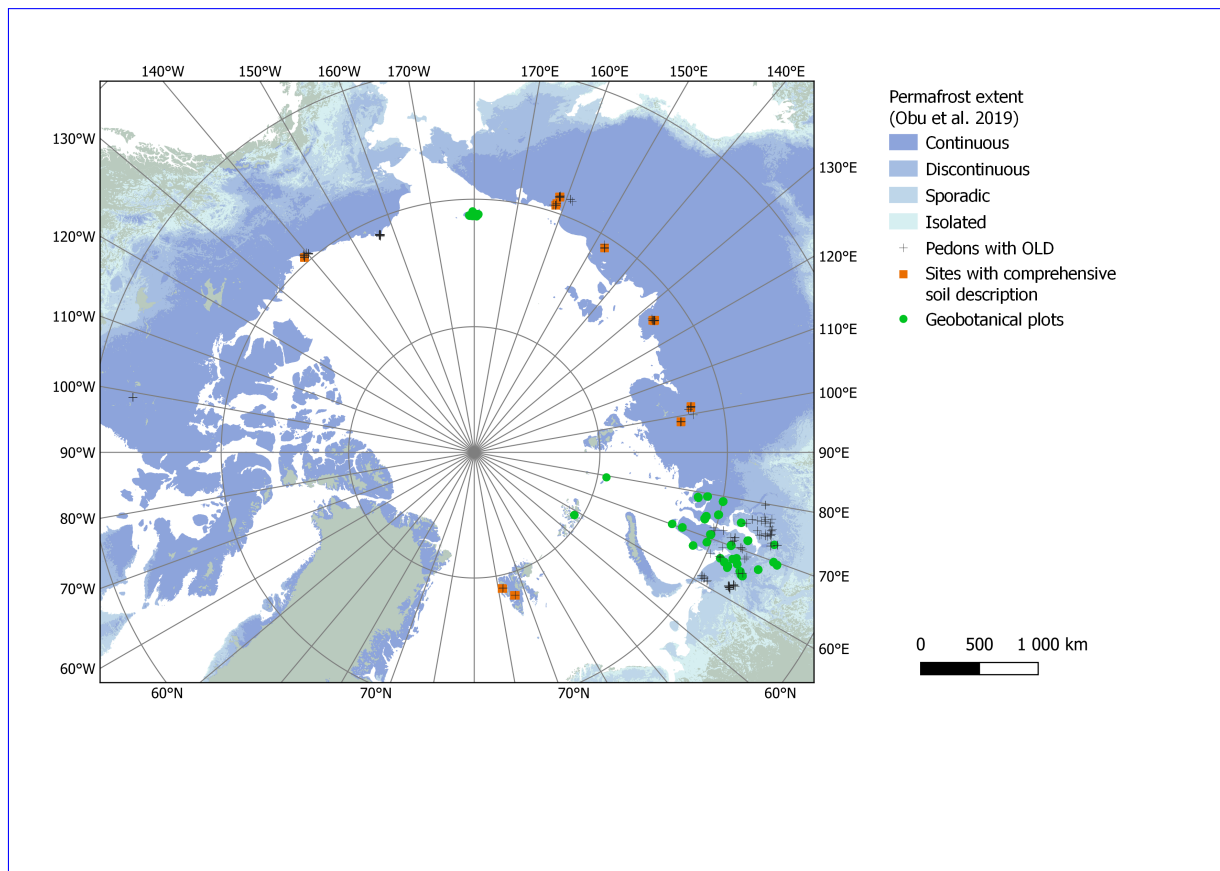 140°W 150°W 160°W 170°W 170°E 160°E 150°E 140°E
130°W
120°W
110°W
100°W
90°W
80°W
70°W
60°W
130°E
120°E
110°E
100°E
90°E
80°E
70°E
60°E
60°N 70°N 70°N 60°N
Permafrost extent
(Obu et al. 2019)
Continuous
Discontinuous
Sporadic
Isolated
Pedons with OLD
Sites with comprehensive
soil description
Geobotanical plots
0 500 1 000 km